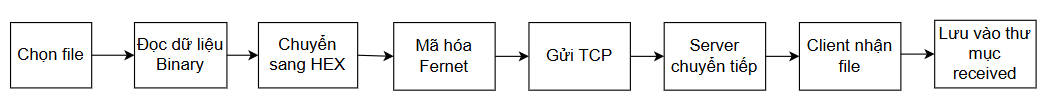 Chọn file
Đọc dữ liệu
Binary
Chuyển
sang HEX
Mã hóa
Fernet
Gửi TCP
Server
chuyển tiếp
Client nhận
file
Lưu vào thư
mục
received